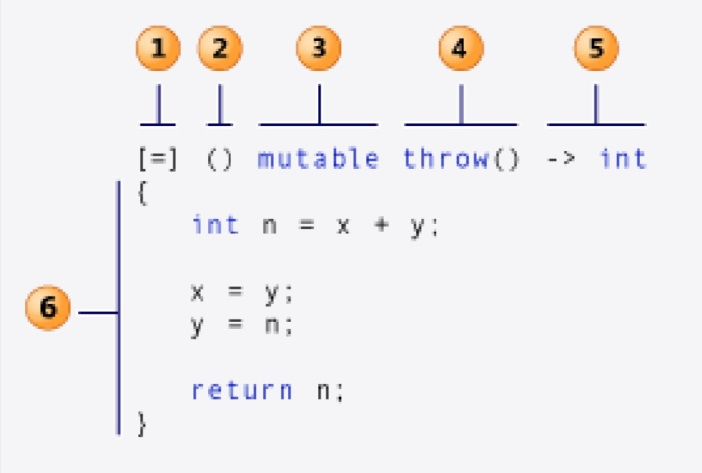 1 2 3 4 5
[=] () mutable throw() -> int
{
int n = x + y;
x = y;
6
y = n;
return n;
}